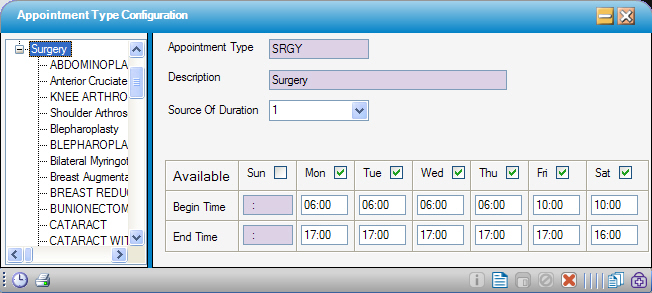 Appointment Type Configuration
Surgery
ABDOMINOPLA
Anterior Cruciate
KNEE ARTHRO
Shoulder Arthros
Blepharoplasty
BLEPHAROPLA
Bilateral Myringof
Breast Augmenta
BREAST REDU
BUNIONECTOM
CATARACT
CATARACT WIT
Appointment Type SRGY
Description Surgery
Source Of Duration 1
Available Sun Mon Tue Wed Thu Fri Sat
Begin Time : 06:00 06:00 06:00 06:00 10:00 10:00
End Time : 17:00 17:00 17:00 17:00 17:00 16:00